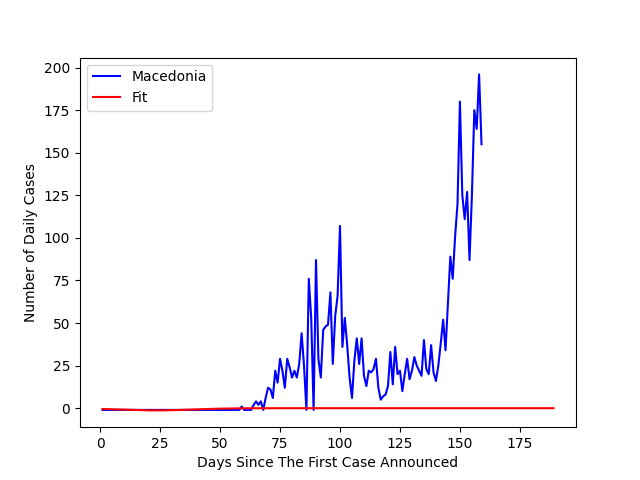 Macedonia
Fit
200
175
150
125
100
75
50
25
0
Number of Daily Cases
0 25 50 75 100 125 150 175
Days Since The First Case Announced